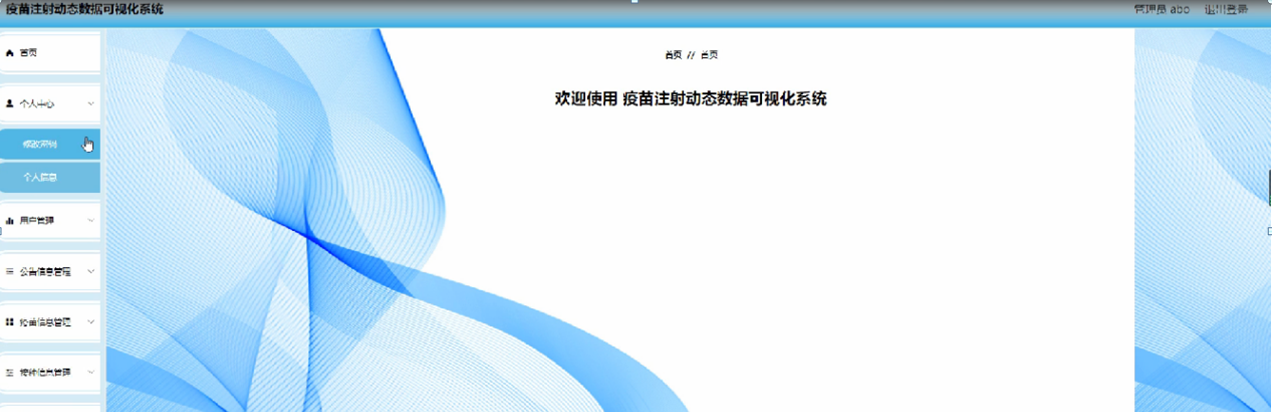 疫苗注射动态数据可视化系统
管理员 abo 退出登录
首页
个人中心
修改密码
个人信息
用户管理
公告信息管理
疫苗信息管理
接种信息管理
首页 // 首页
欢迎使用 疫苗注射动态数据可视化系统